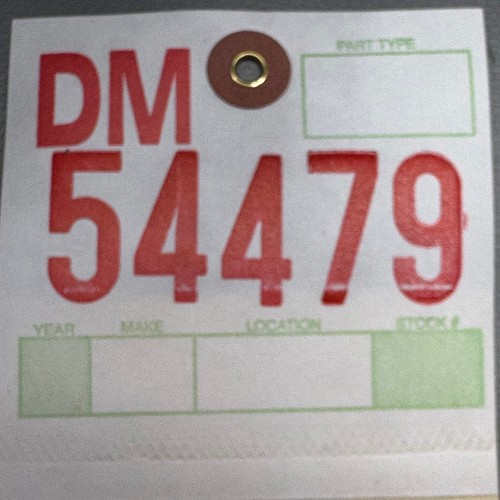 DM
PART TYPE
54479
YEAR MAKE LOCATION STOCK #